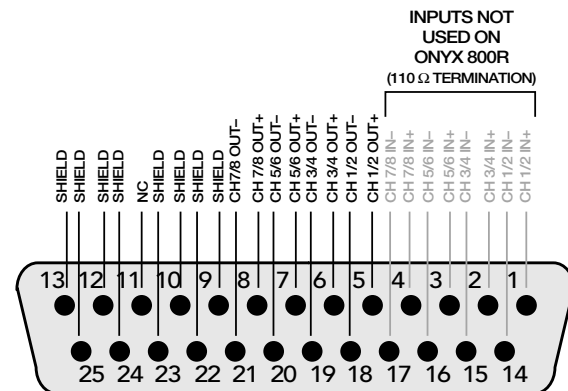 INPUTS NOT
USED ON
ONYX 800R
(110 Ω TERMINATION)
SHIELD
SHIELD
SHIELD
SHIELD
NC
SHIELD
SHIELD
SHIELD
SHIELD
CH7/8 OUT–
CH 7/8 OUT+
CH 5/6 OUT–
CH 5/6 OUT+
CH 3/4 OUT–
CH 3/4 OUT+
CH 1/2 OUT–
CH 1/2 OUT+
CH 7/8 IN–
CH 7/8 IN+
CH 5/6 IN–
CH 5/6 IN+
CH 3/4 IN–
CH 3/4 IN+
CH 1/2 IN–
CH 1/2 IN+
13 12 11 10 9 8 7 6 5 4 3 2 1
25 24 23 22 21 20 19 18 17 16 15 14